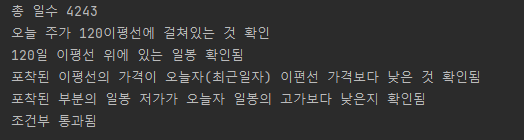 총 일수 4243
오늘 주가 120이평선에 걸쳐있는 것 확인
120일 이평선 위에 있는 일봉 확인됨
포착된 이평선의 가격이 오늘자(최근일자) 이편선 가격보다 낮은 것 확인됨
포착된 부분의 일봉 저가가 오늘자 일봉의 고가보다 낮은지 확인됨
조건부 통과됨